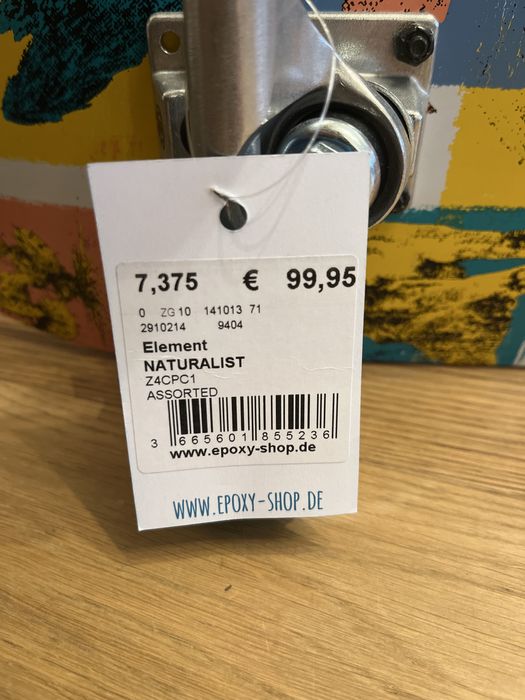 7,375 € 99,95
0 ZG 10 141013 71
2910214 9404
Element
NATURALIST
Z4CPC1
ASSORTED
3 665601 855236
www.epoxy-shop.de
WWW.EPOXY-SHOP.DE